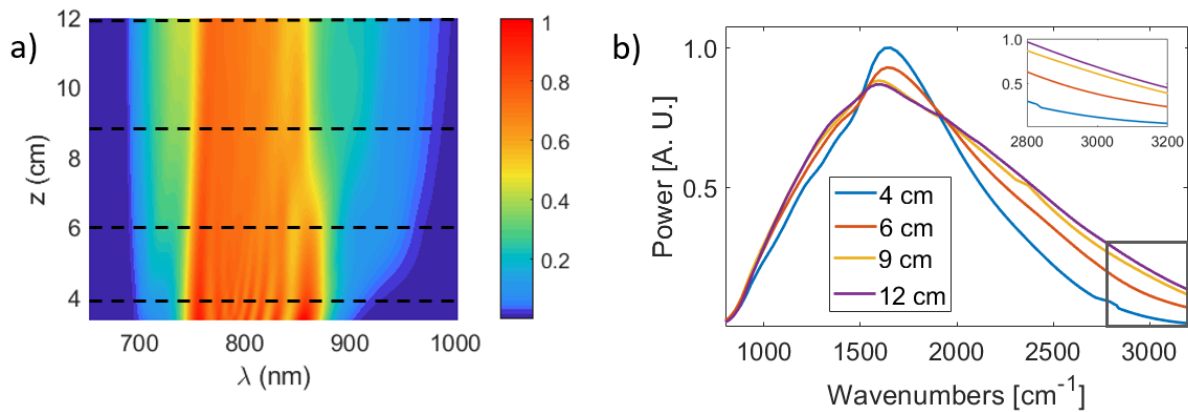 a)
12
10
8
6
4
z (cm)
700
800
900
1000
λ (nm)
1
0.8
0.6
0.4
0.2
b)
1.0
0.5
Power [A. U.]
1000
1500
2000
2500
3000
Wavenumbers [cm⁻¹]
4 cm
6 cm
9 cm
12 cm
1.0
0.5
2800
3000
3200